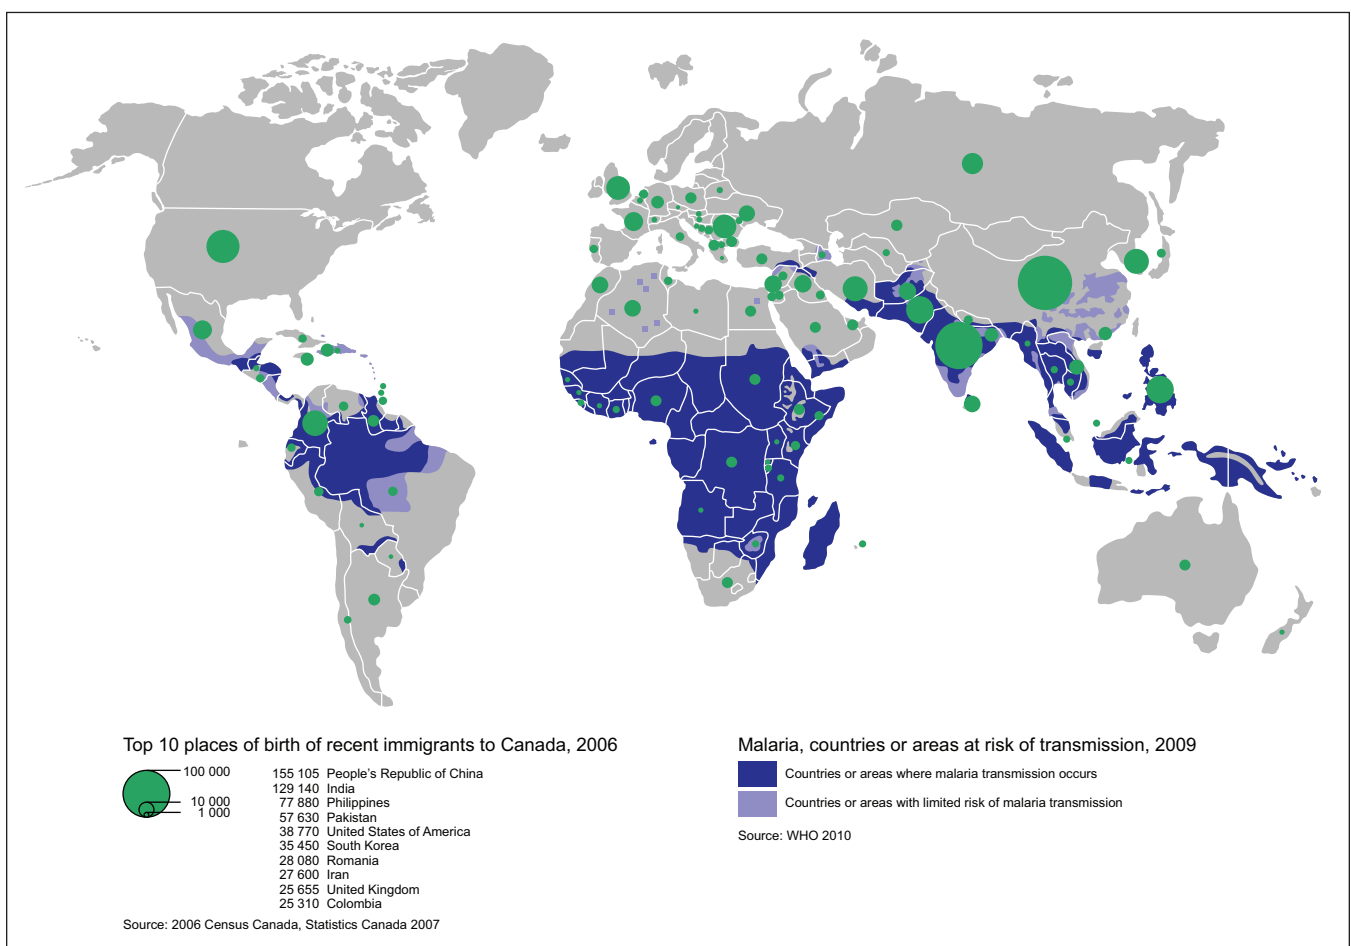 Top 10 places of birth of recent immigrants to Canada, 2006
100 000
10 000
1 000
155 105 People's Republic of China
129 140 India
77 880 Philippines
57 630 Pakistan
38 770 United States of America
35 450 South Korea
28 080 Romania
27 600 Iran
25 655 United Kingdom
25 310 Colombia
Source: 2006 Census Canada, Statistics Canada 2007
Malaria, countries or areas at risk of transmission, 2009
Countries or areas where malaria transmission occurs
Countries or areas with limited risk of malaria transmission
Source: WHO 2010